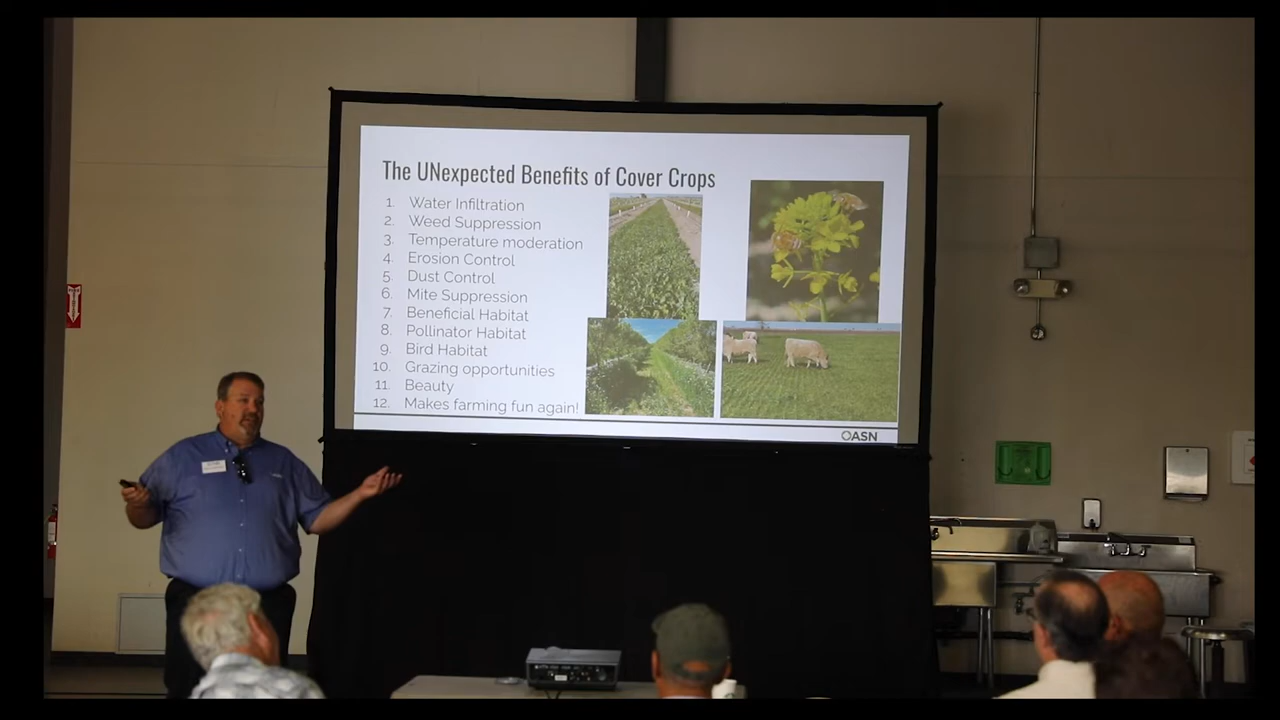 The UNexpected Benefits of Cover Crops
1. Water Infiltration
2. Weed Suppression
3. Temperature moderation
4. Erosion Control
5. Dust Control
6. Mite Suppression
7. Beneficial Habitat
8. Pollinator Habitat
9. Bird Habitat
10. Grazing opportunities
11. Beauty
12. Makes farming fun again!
ASN